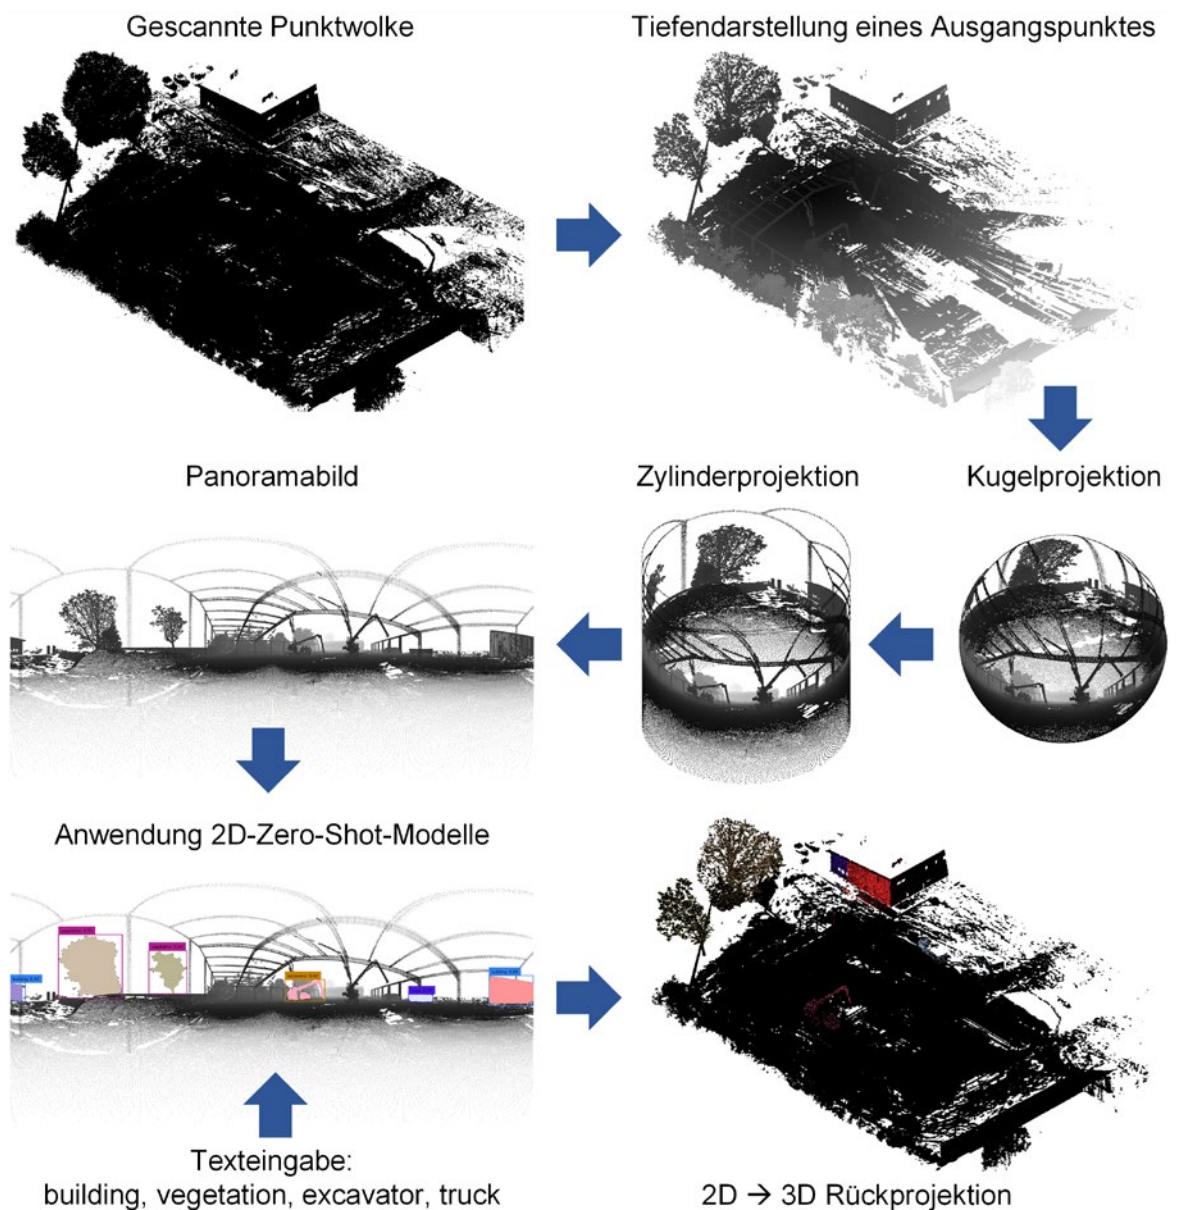 Gescannte Punktwolke
Tiefendarstellung eines Ausgangspunktes
Panoramabild
Zylinderprojektion
Kugelprojektion
Anwendung 2D-Zero-Shot-Modelle
Texteingabe:
building, vegetation, excavator, truck
2D → 3D Rückprojektion